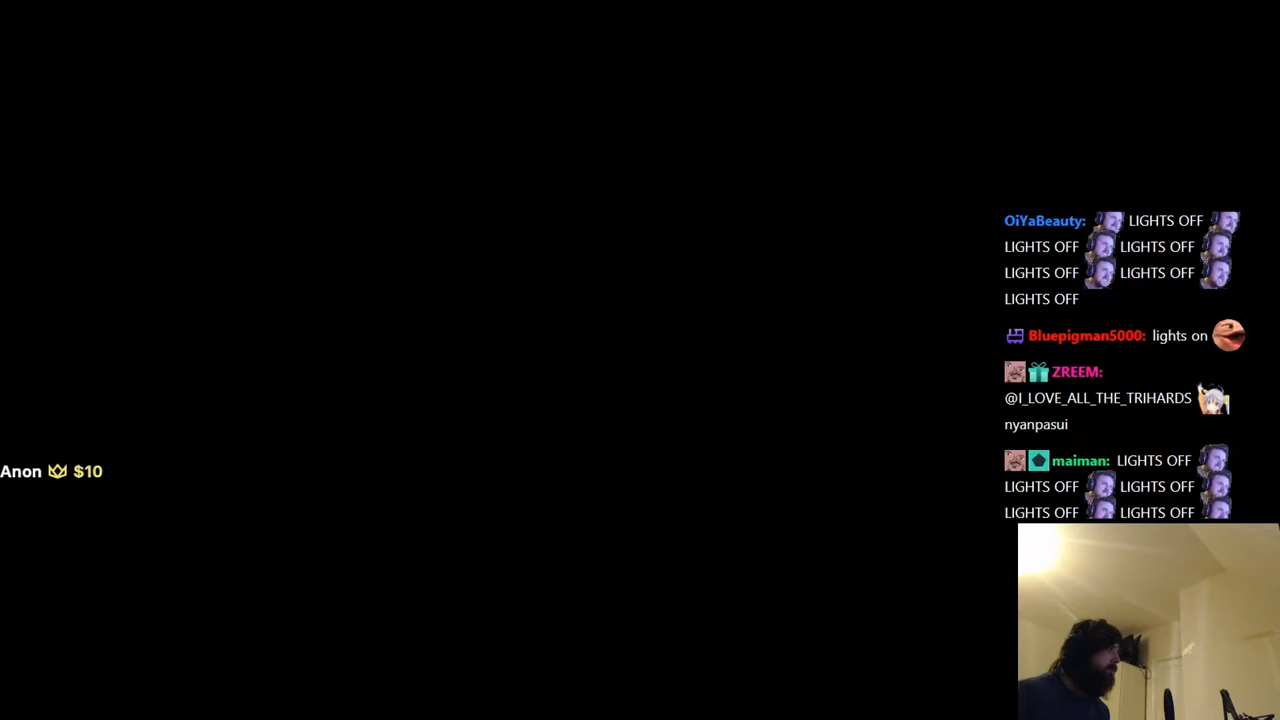 OiYaBeauty: LIGHTS OFF
LIGHTS OFF LIGHTS OFF
LIGHTS OFF LIGHTS OFF
LIGHTS OFF
Bluepigman5000: lights on
ZREEM:
@I_LOVE_ALL_THE_TRIHARDS
nyanpasui
maiman: LIGHTS OFF
LIGHTS OFF LIGHTS OFF
LIGHTS OFF LIGHTS OFF
Anon $10